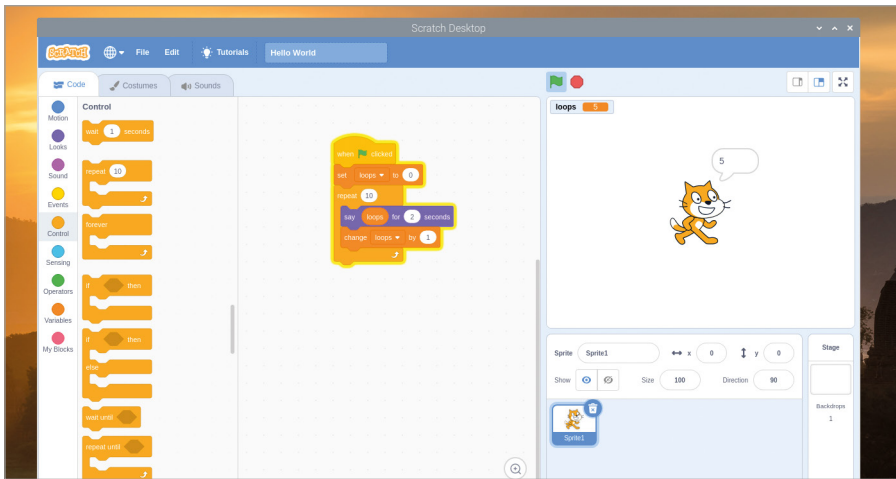 Scratch Desktop
SCRATCH File Edit Tutorials Hello World
Code Costumes Sounds
Motion
Looks
Sound
Events
Control
Sensing
Operators
Variables
My Blocks
Control
wait 1 seconds
repeat 10
forever
if then
if then
else
wait until
repeat until
when clicked
set loops to 0
repeat 10
say loops for 2 seconds
change loops by 1
loops 5
5
Sprite Sprite1 x 0 y 0
Show Size 100 Direction 90
Sprite1
Stage
Backdrops
1